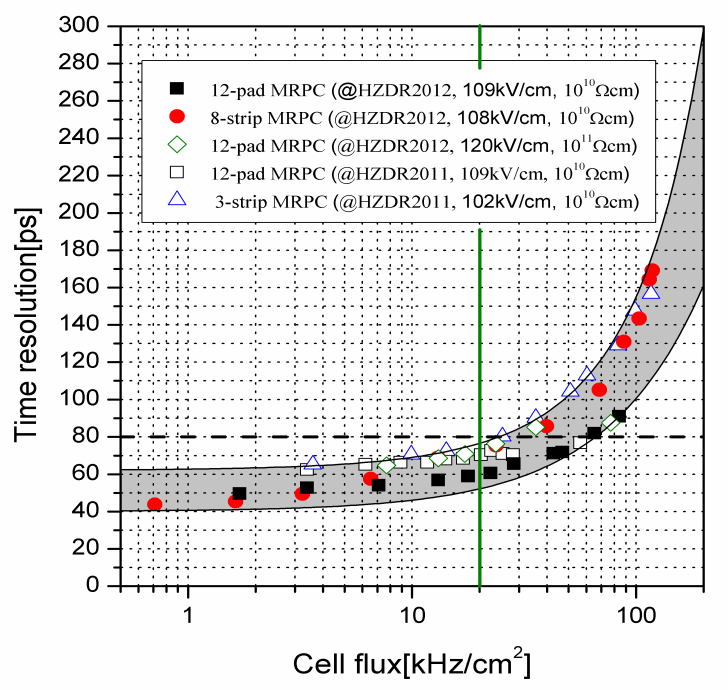 300
280
260
240
220
200
180
160
140
120
100
80
60
40
20
0
Time resolution[ps]
12-pad MRPC (@HZDR2012, 109kV/cm, 10¹⁰Ωcm)
8-strip MRPC (@HZDR2012, 108kV/cm, 10¹⁰Ωcm)
12-pad MRPC (@HZDR2012, 120kV/cm, 10¹¹Ωcm)
12-pad MRPC (@HZDR2011, 109kV/cm, 10¹⁰Ωcm)
3-strip MRPC (@HZDR2011, 102kV/cm, 10¹⁰Ωcm)
1 10 100
Cell flux[kHz/cm²]